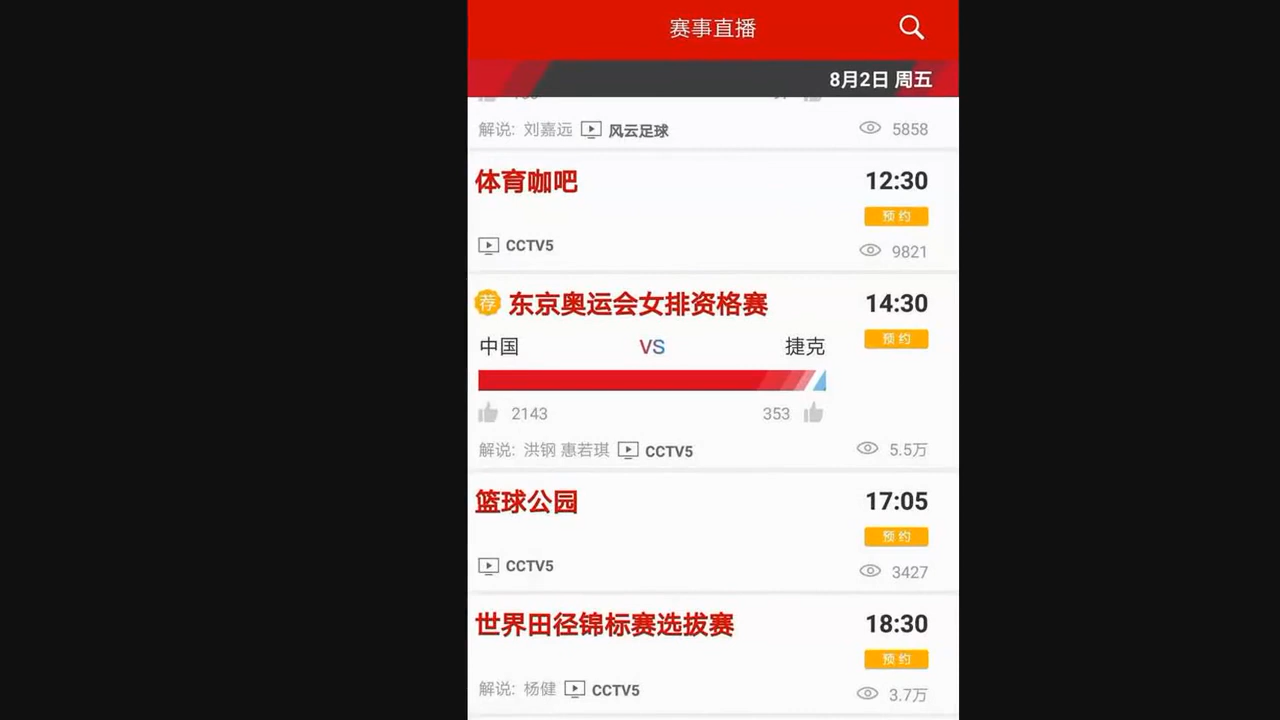 赛事直播
8月2日 周五
解说: 刘嘉远 风云足球 5858
体育咖吧 12:30
预约
CCTV5 9821
荐 东京奥运会女排资格赛 14:30
中国 VS 捷克 预约
2143 353
解说: 洪钢 惠若琪 CCTV5 5.5万
篮球公园 17:05
预约
CCTV5 3427
世界田径锦标赛选拔赛 18:30
预约
解说: 杨健 CCTV5 3.7万